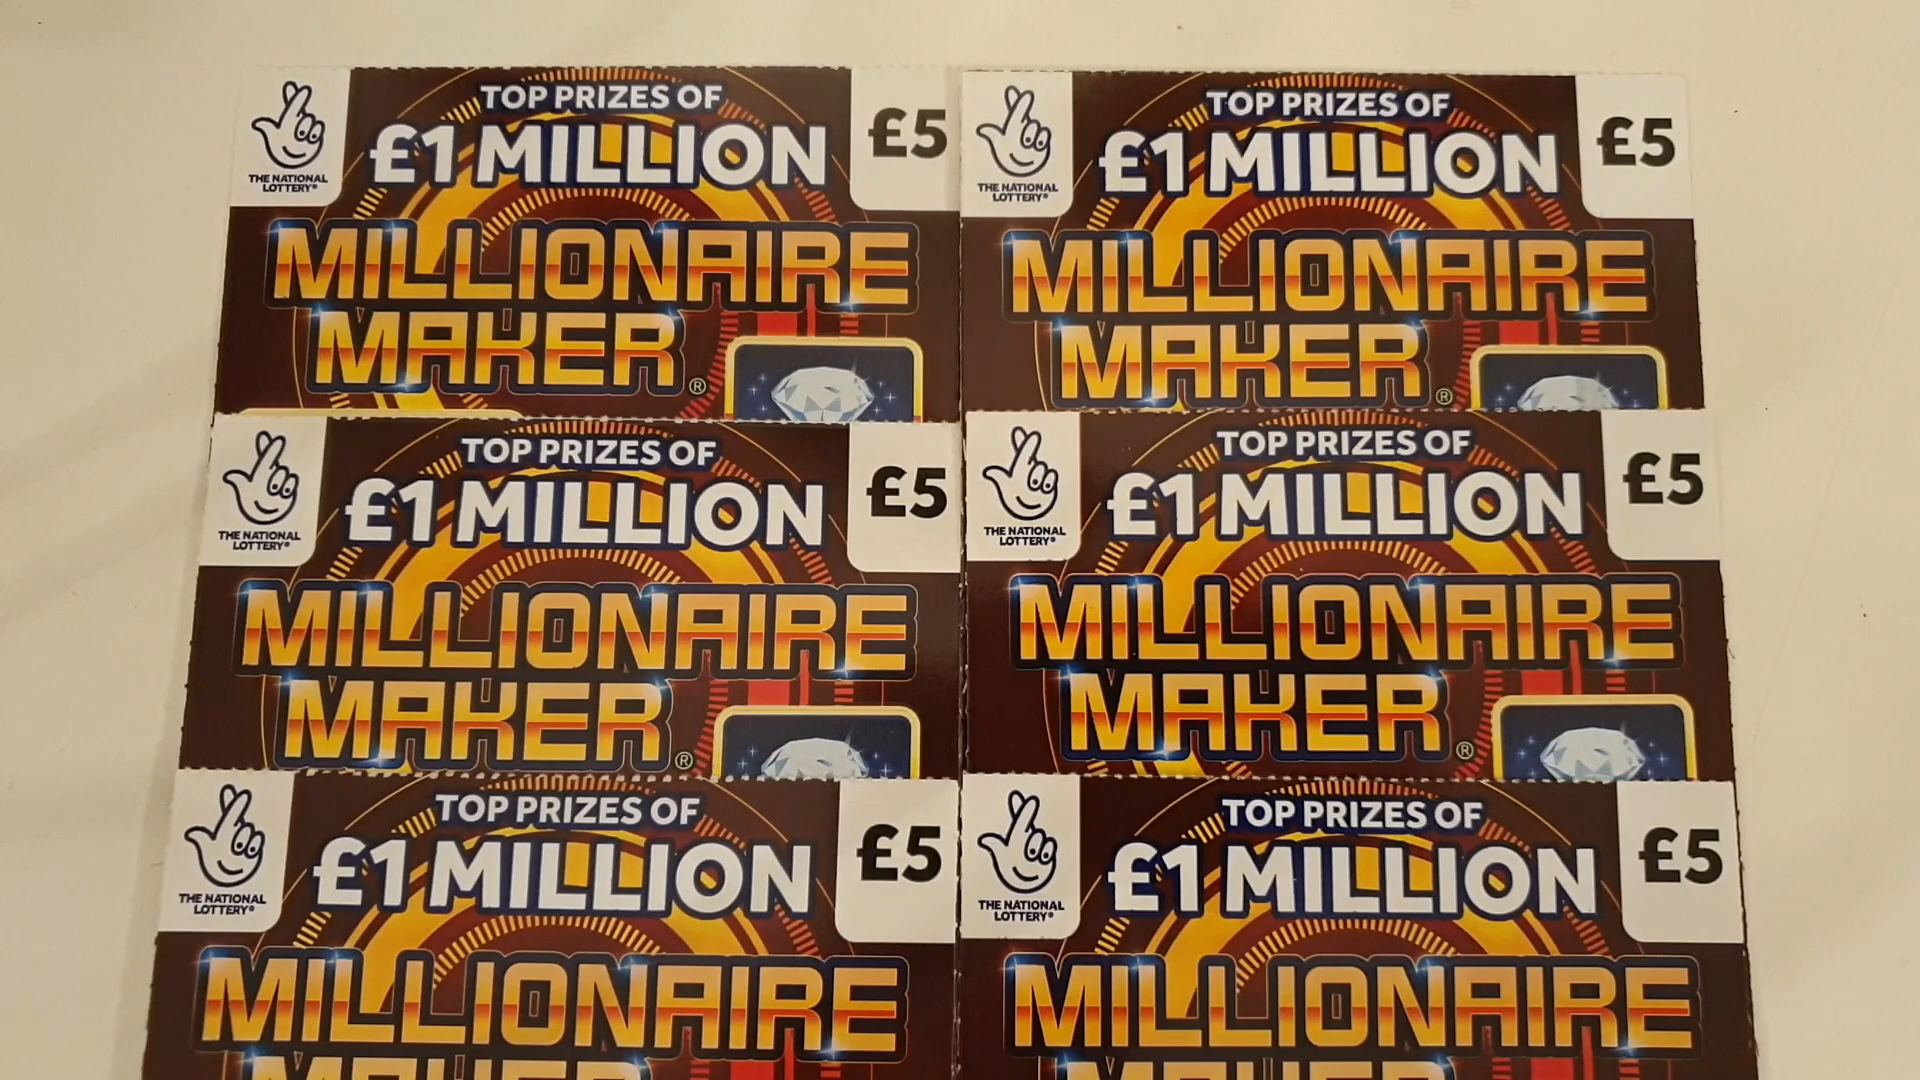 THE NATIONAL
LOTTERY®
TOP PRIZES OF
£1 MILLION
£5
MILLIONAIRE
MAKER®
THE NATIONAL
LOTTERY®
TOP PRIZES OF
£1 MILLION
£5
MILLIONAIRE
MAKER®
THE NATIONAL
LOTTERY®
TOP PRIZES OF
£1 MILLION
£5
MILLIONAIRE
MAKER®
THE NATIONAL
LOTTERY®
TOP PRIZES OF
£1 MILLION
£5
MILLIONAIRE
MAKER®
THE NATIONAL
LOTTERY®
TOP PRIZES OF
£1 MILLION
£5
MILLIONAIRE
MAKER
THE NATIONAL
LOTTERY®
TOP PRIZES OF
£1 MILLION
£5
MILLIONAIRE
MAKER